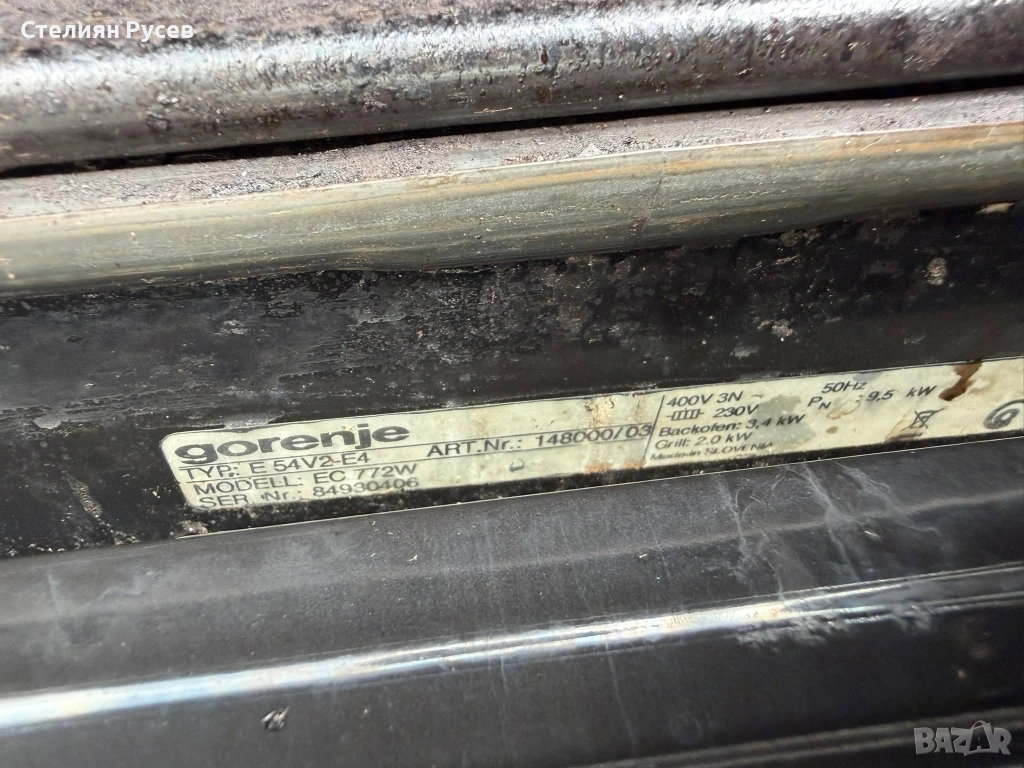 Стелиян Русев
gorenje
TYP: E 54V2-E4
MODELL: EC 772W
SER. Nr.: 84930406
ART.Nr.: 148000/03
400V 3N ~ 50Hz
230V PN : 9.5 kW
Backofen: 3,4 kW
Grill: 2.0 kW
Made in SLOVENIA
BAZAR